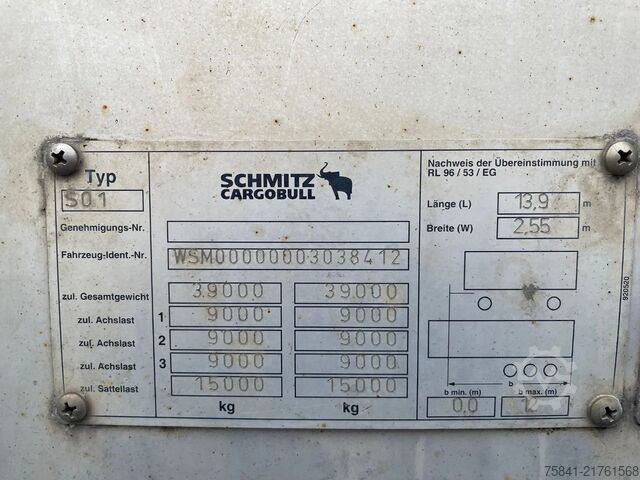 Typ
S01
SCHMITZ
CARGOBULL
Nachweis der Übereinstimmung mit
RL 96 / 53 / EG
Länge (L) 13,9 m
Breite (W) 2,55 m
Genehmigungs-Nr.
Fahrzeug-Ident.-Nr. WSM00000003038412
zul. Gesamtgewicht 39000 39000
zul. Achslast 1 9000 9000
zul. Achslast 2 9000 9000
zul. Achslast 3 9000 9000
zul. Sattellast 15000 15000
kg kg
920520
b
b min. (m) b max. (m)
0,0
75841-21761568